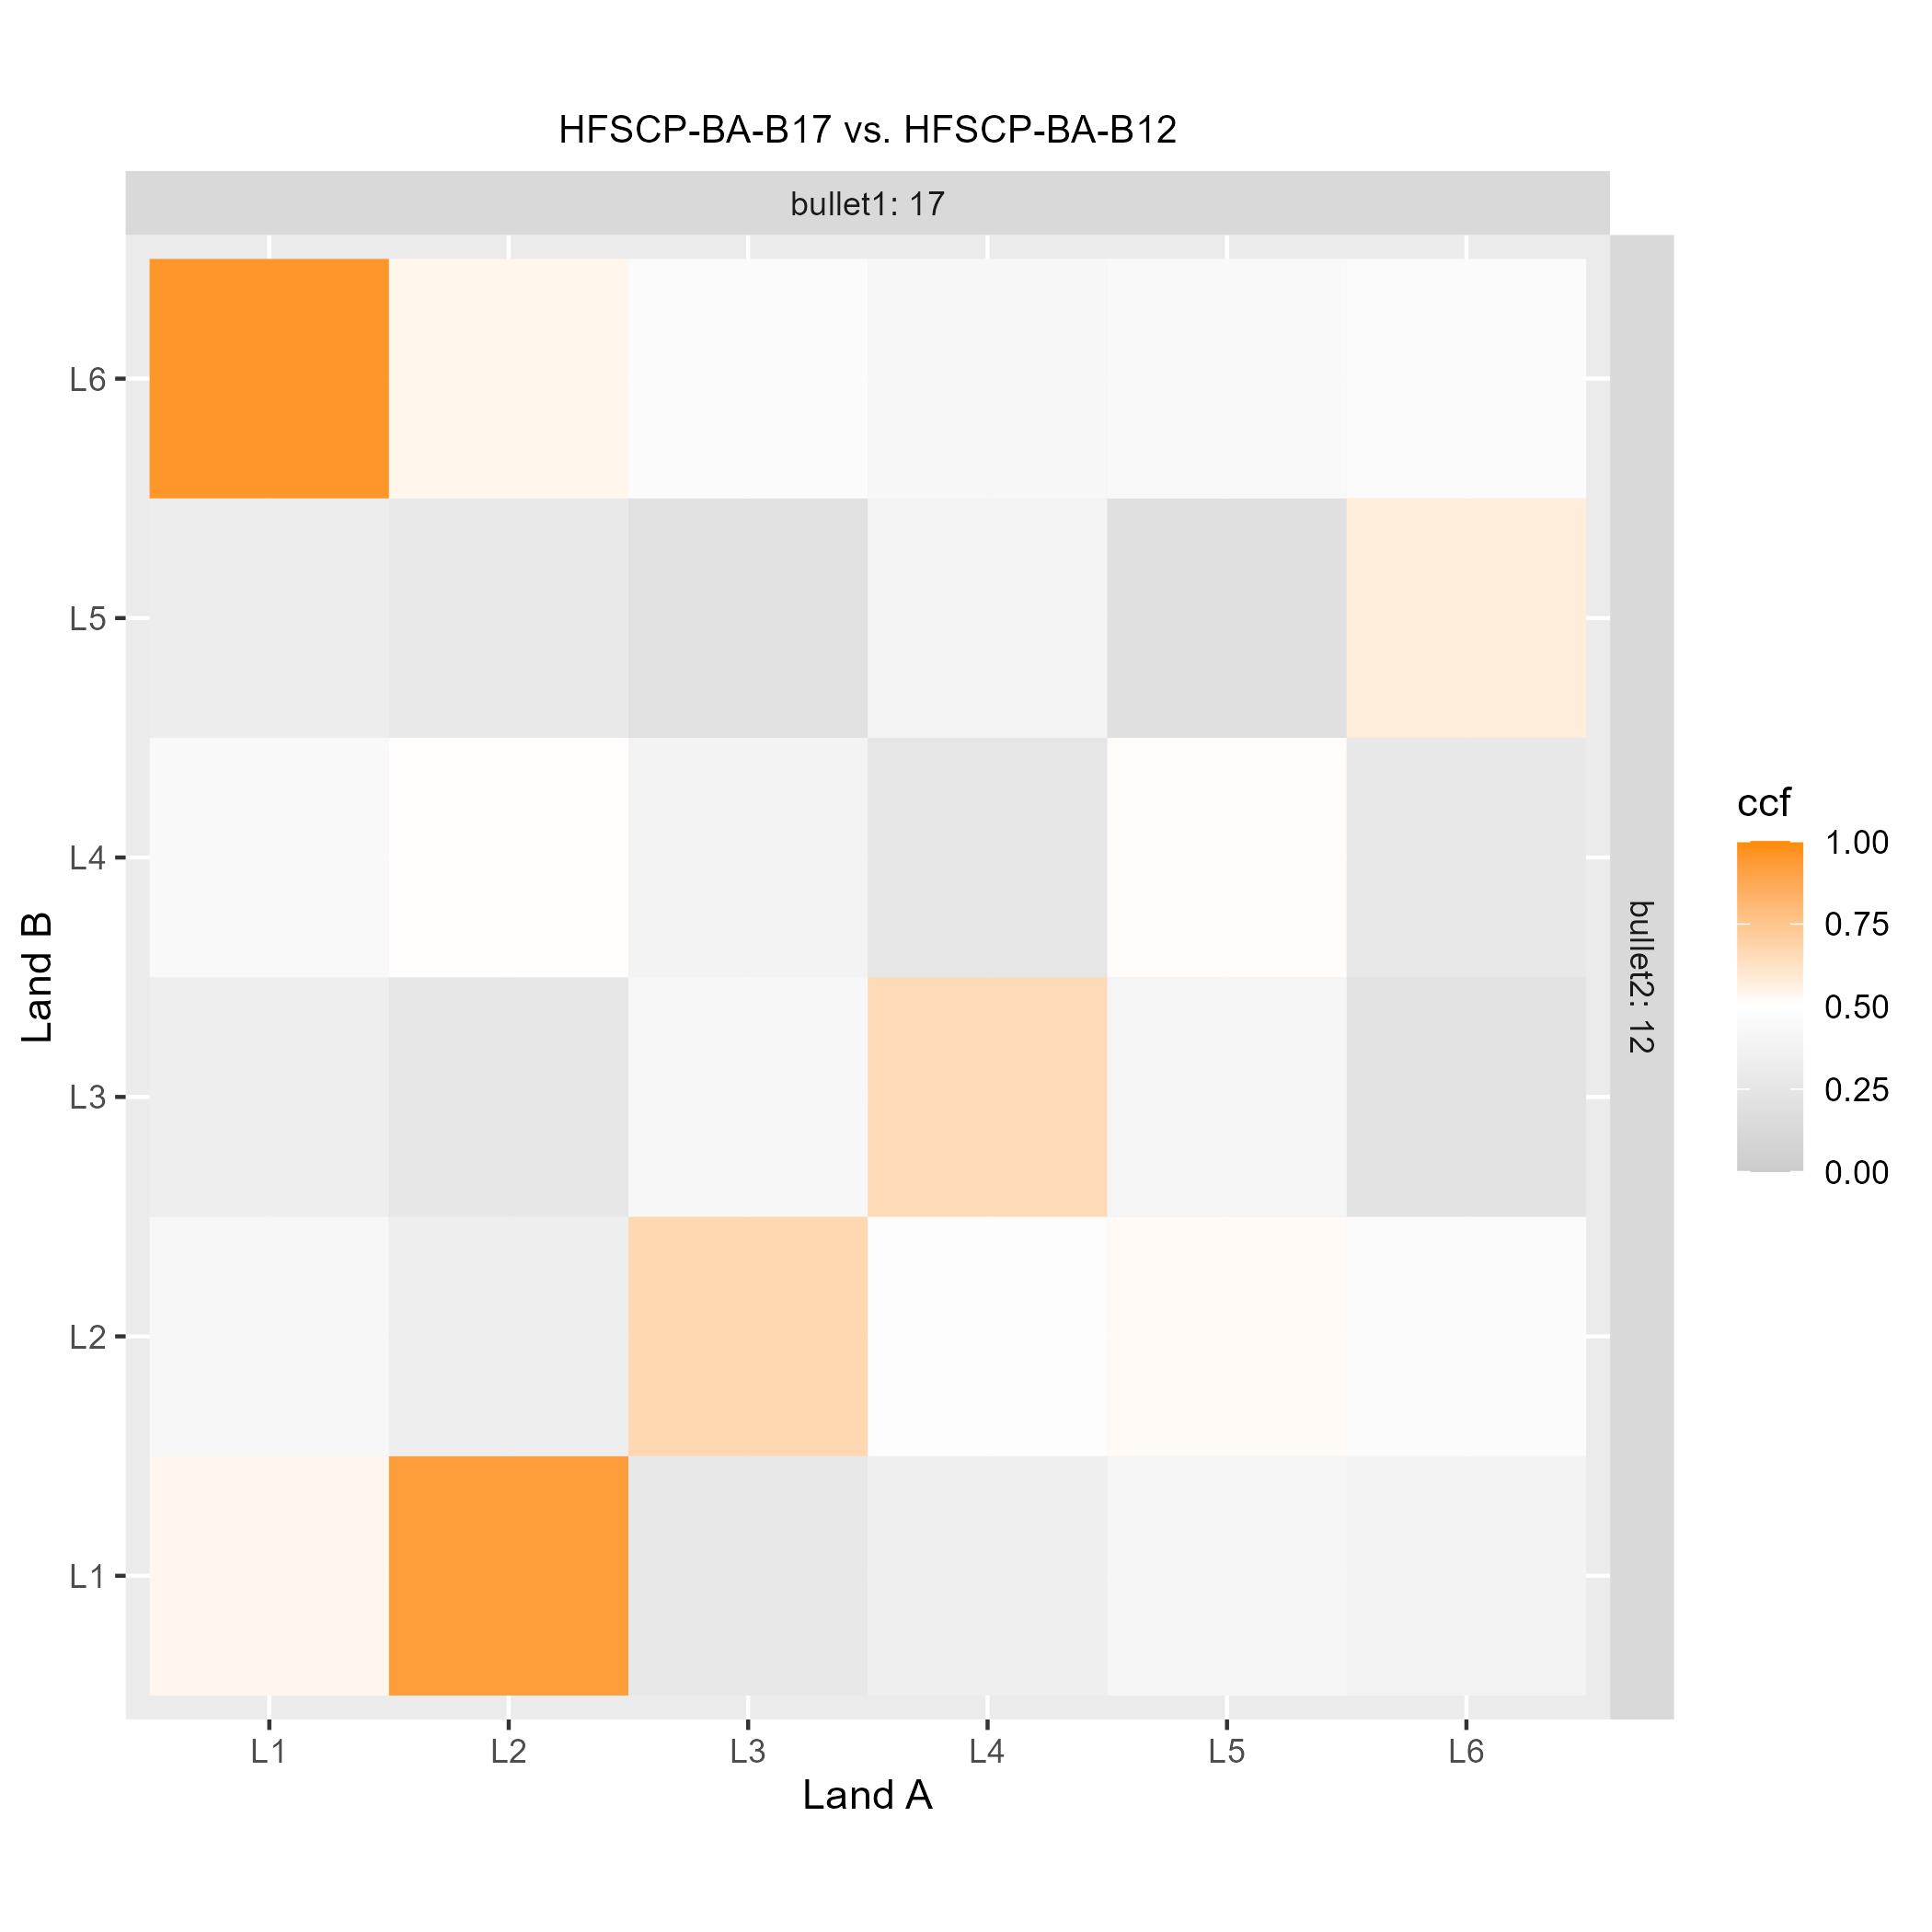 HFSCP-BA-B17 vs. HFSCP-BA-B12
bullet1: 17
L6
L5
L4
L3
L2
L1
Land B
L1 L2 L3 L4 L5 L6
Land A
bullet2: 12
ccf
1.00
0.75
0.50
0.25
0.00